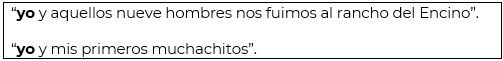 “yo y aquellos nueve hombres nos fuimos al rancho del Encino”.
“yo y mis primeros muchachitos”.